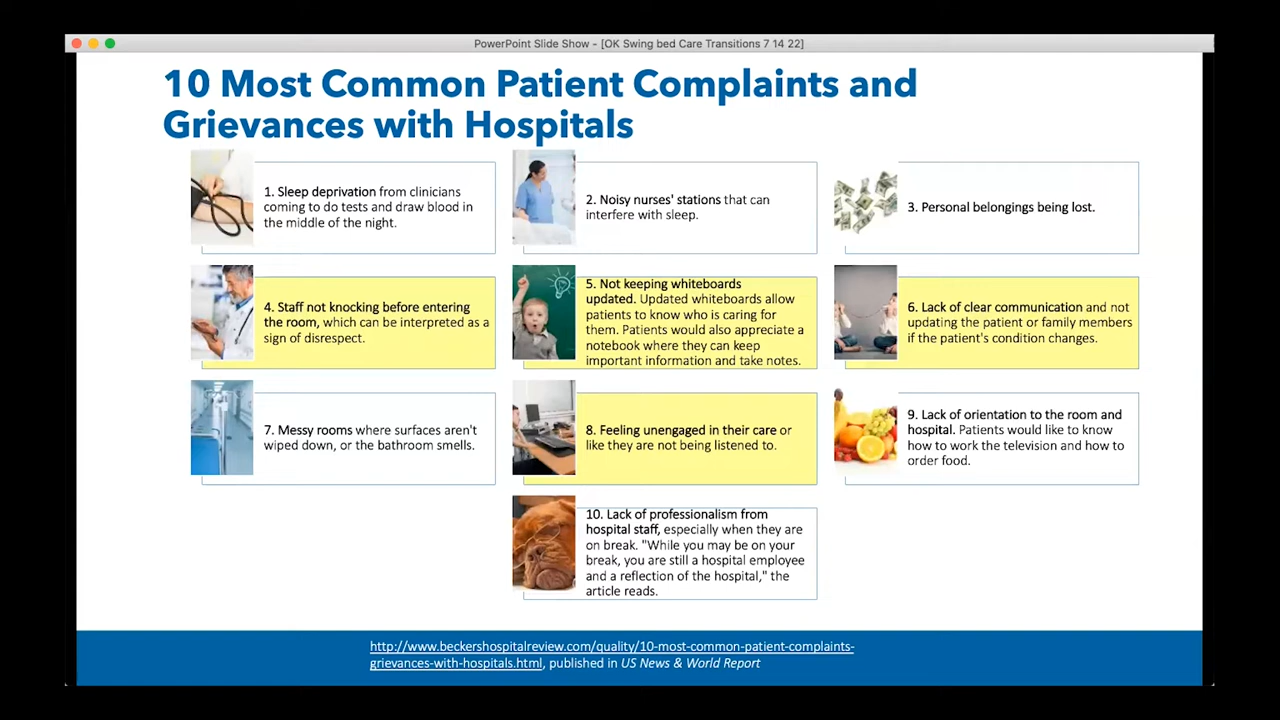 PowerPoint Slide Show - [OK Swing bed Care Transitions 7 14 22]
10 Most Common Patient Complaints and
Grievances with Hospitals
1. Sleep deprivation from clinicians
coming to do tests and draw blood in
the middle of the night.
2. Noisy nurses' stations that can
interfere with sleep.
3. Personal belongings being lost.
4. Staff not knocking before entering
the room, which can be interpreted as a
sign of disrespect.
5. Not keeping whiteboards
updated. Updated whiteboards allow
patients to know who is caring for
them. Patients would also appreciate a
notebook where they can keep
important information and take notes.
6. Lack of clear communication and not
updating the patient or family members
if the patient's condition changes.
7. Messy rooms where surfaces aren't
wiped down, or the bathroom smells.
8. Feeling unengaged in their care or
like they are not being listened to.
9. Lack of orientation to the room and
hospital. Patients would like to know
how to work the television and how to
order food.
10. Lack of professionalism from
hospital staff, especially when they are
on break. "While you may be on your
break, you are still a hospital employee
and a reflection of the hospital," the
article reads.
http://www.beckershospitalreview.com/quality/10-most-common-patient-complaints-
grievances-with-hospitals.html, published in US News & World Report